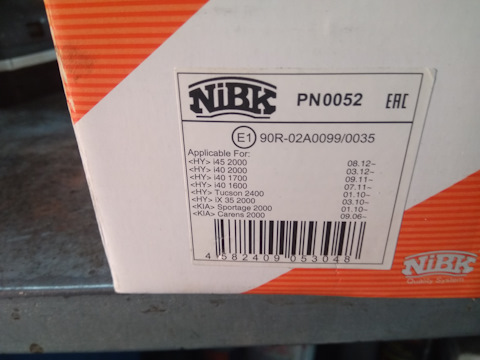 NiBK PN0052 EAC
E1 90R-02A0099/0035
Applicable For:
<HY> i45 2000 08.12~
<HY> i40 2000 03.12~
<HY> i40 1700 09.11~
<HY> i40 1600 07.11~
<HY> Tucson 2400 01.10~
<HY> iX 35 2000 03.10~
<KIA> Sportage 2000 01.10~
<KIA> Carens 2000 09.06~
4 582409 053048
NiBK